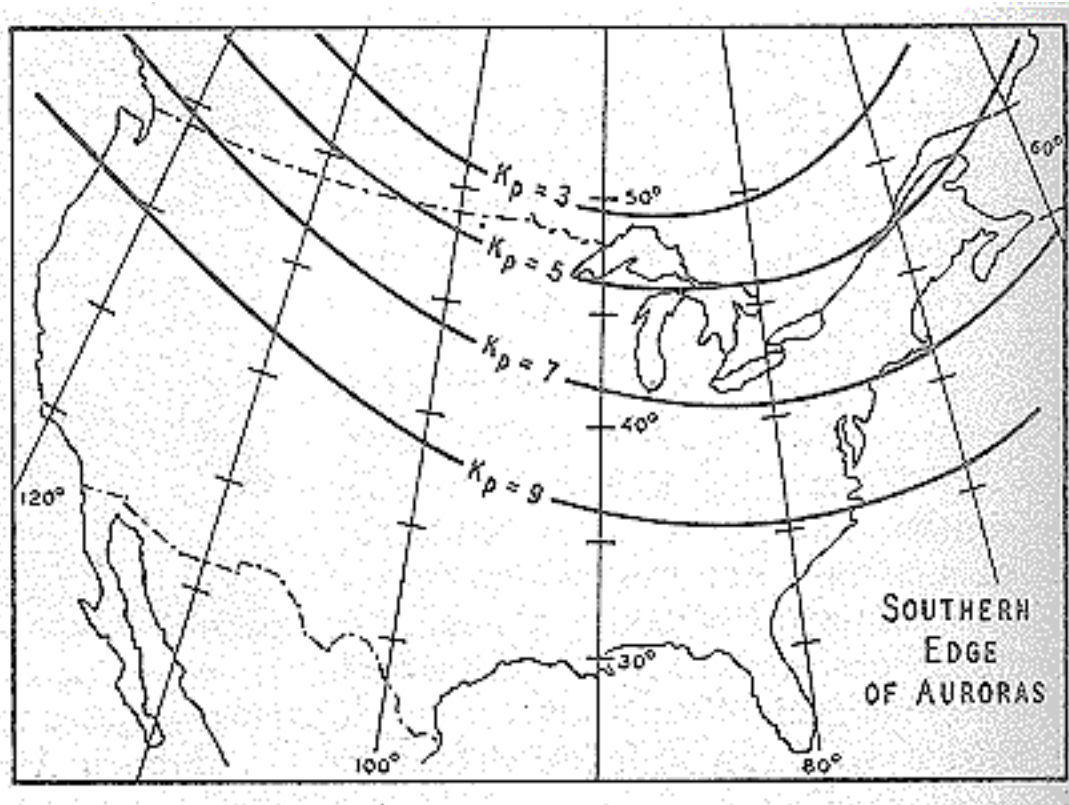 60°
Kp = 3
50°
Kp = 5
Kp = 7
40°
Kp = 9
120°
30°
SOUTHERN
EDGE
OF AURORAS
100°
80°